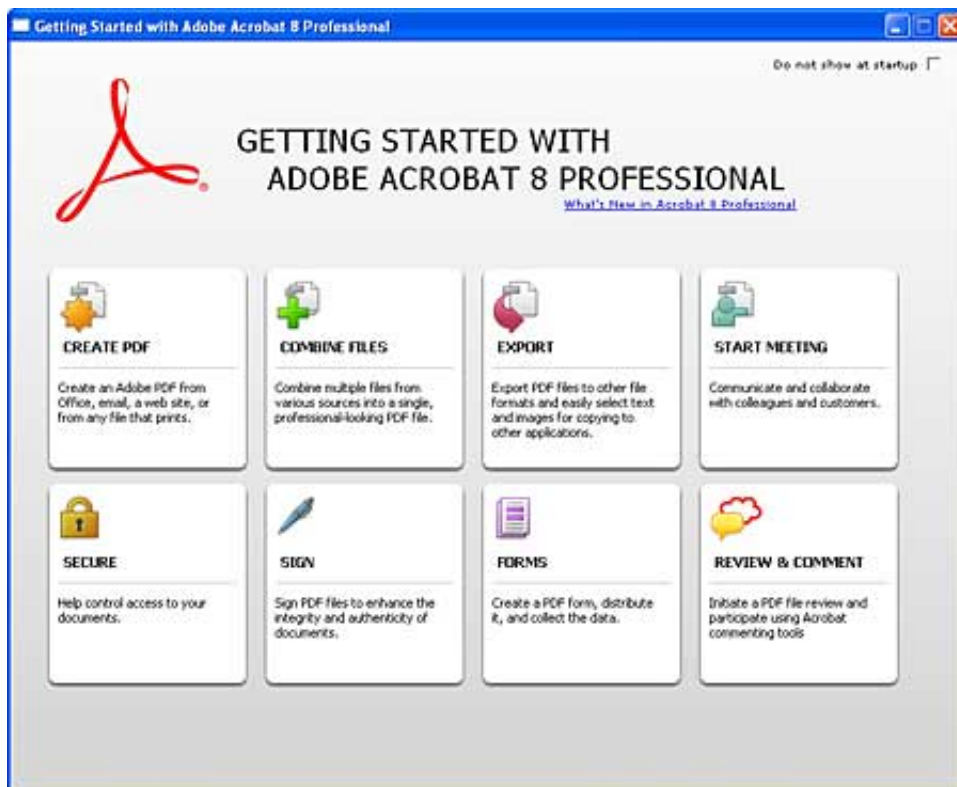 Getting Started with Adobe Acrobat 8 Professional
Do not show at startup
GETTING STARTED WITH
ADOBE ACROBAT 8 PROFESSIONAL
What's New in Acrobat 8 Professional
CREATE PDF
Create an Adobe PDF from
Office, email, a web site, or
from any file that prints.
COMBINE FILES
Combine multiple files from
various sources into a single,
professional-looking PDF file.
EXPORT
Export PDF files to other file
formats and easily select text
and images for copying to
other applications.
START MEETING
Communicate and collaborate
with colleagues and customers.
SECURE
Help control access to your
documents.
SIGN
Sign PDF files to enhance the
integrity and authenticity of
documents.
FORMS
Create a PDF form, distribute
it, and collect the data.
REVIEW & COMMENT
Initiate a PDF file review and
participate using Acrobat
commenting tools